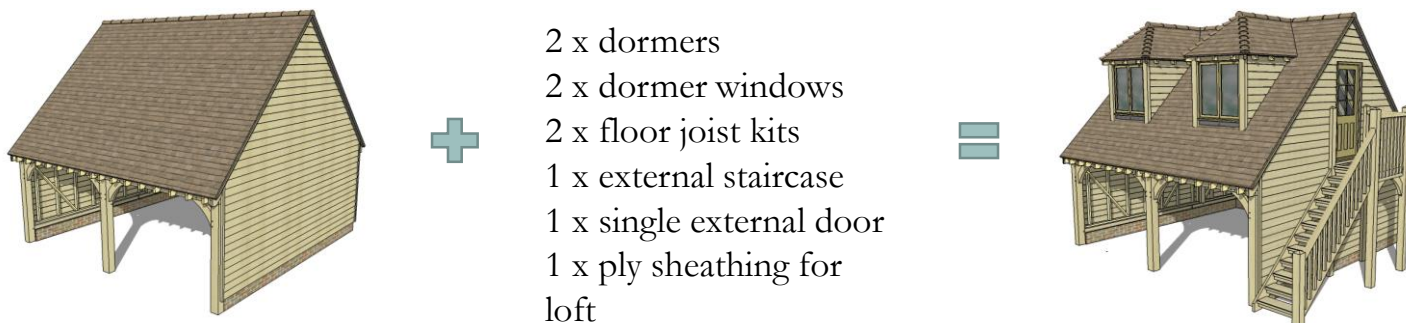 2 x dormers
2 x dormer windows
2 x floor joist kits
1 x external staircase
1 x single external door
1 x ply sheathing for
loft